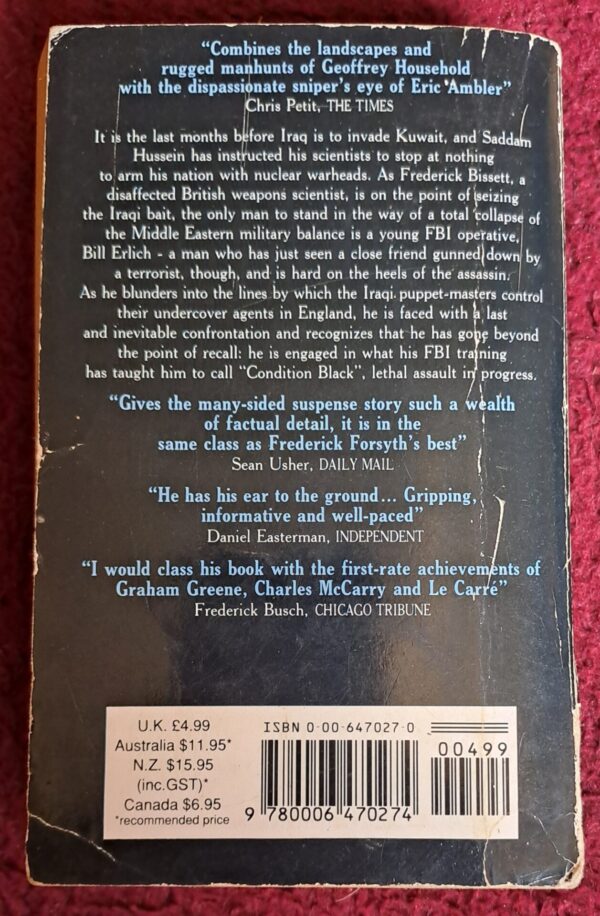 “Combines the landscapes and
rugged manhunts of Geoffrey Household
with the dispassionate sniper’s eye of Eric Ambler”
Chris Petit, THE TIMES
It is the last months before Iraq is to invade Kuwait, and Saddam
Hussein has instructed his scientists to stop at nothing
to arm his nation with nuclear warheads. As Frederick Bissett, a
disaffected British weapons scientist, is on the point of seizing
the Iraqi bait, the only man to stand in the way of a total collapse of
the Middle Eastern military balance is a young FBI operative,
Bill Erlich - a man who has just seen a close friend gunned down by
a terrorist, though, and is hard on the heels of the assassin.
As he blunders into the lines by which the Iraqi puppet-masters control
their undercover agents in England, he is faced with a last
and inevitable confrontation and recognizes that he has gone beyond
the point of recall: he is engaged in what his FBI training
has taught him to call “Condition Black”, lethal assault in progress.
“Gives the many-sided suspense story such a wealth
of factual detail, it is in the
same class as Frederick Forsyth’s best”
Sean Usher, DAILY MAIL
“He has his ear to the ground... Gripping,
informative and well-paced”
Daniel Easterman, INDEPENDENT
“I would class his book with the first-rate achievements of
Graham Greene, Charles McCarry and Le Carré”
Frederick Busch, CHICAGO TRIBUNE
U.K. £4.99
Australia $11.95*
N.Z. $15.95
(inc.GST)*
Canada $6.95
*recommended price
ISBN 0-00-647027-0
00499
9 780006 470274